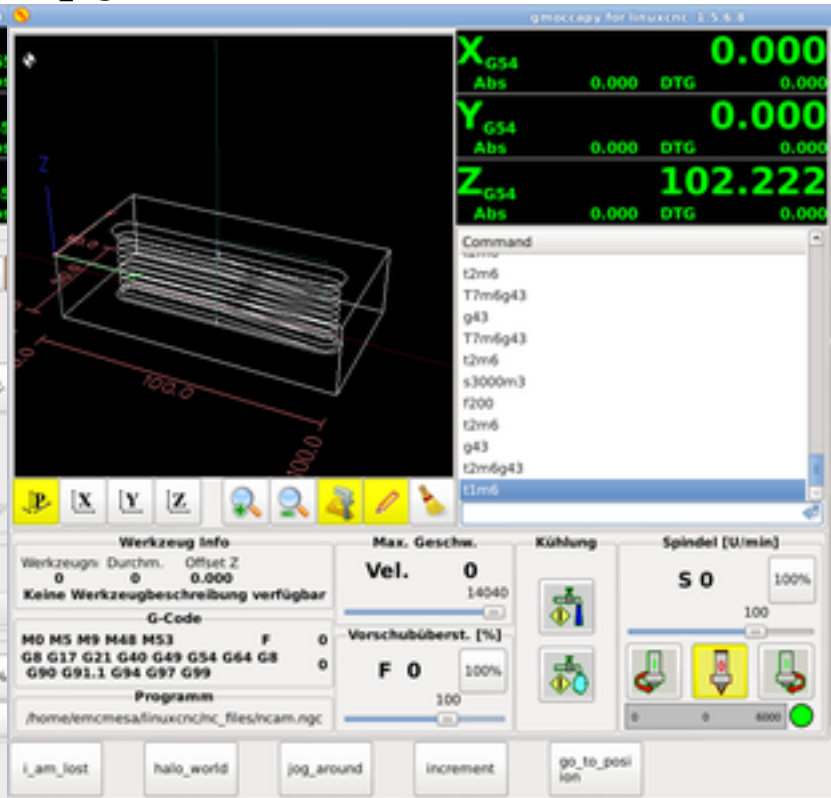 gmoccapy for linuxcnc 1.5.6.8
X G54 0.000
Abs 0.000 DTG 0.000
Y G54 0.000
Abs 0.000 DTG 0.000
Z G54 102.222
Abs 0.000 DTG 0.000
Z
100.0
Command
t2m6
T7m6g43
g43
T7m6g43
t2m6
s3000m3
f200
t2m6
g43
t2m6g43
t1m6
P X Y Z
Werkzeug Info
Werkzeugn Durchm. Offset Z
0 0 0.000
Keine Werkzeugbeschreibung verfügbar
G-Code
M0 M5 M9 M48 M53 F 0
G8 G17 G21 G40 G49 G54 G64 G8 0
G90 G91.1 G94 G97 G99
Programm
/home/emcmesa/linuxcnc/nc_files/ncam.ngc
Max. Geschw.
Vel. 0
14040
Vorschubüberst. [%]
F 0 100%
100
Kühlung
Spindel [U/min]
S 0 100%
100
0 0 6000
i_am_lost
halo_world
jog_around
increment
go_to_posi
ion